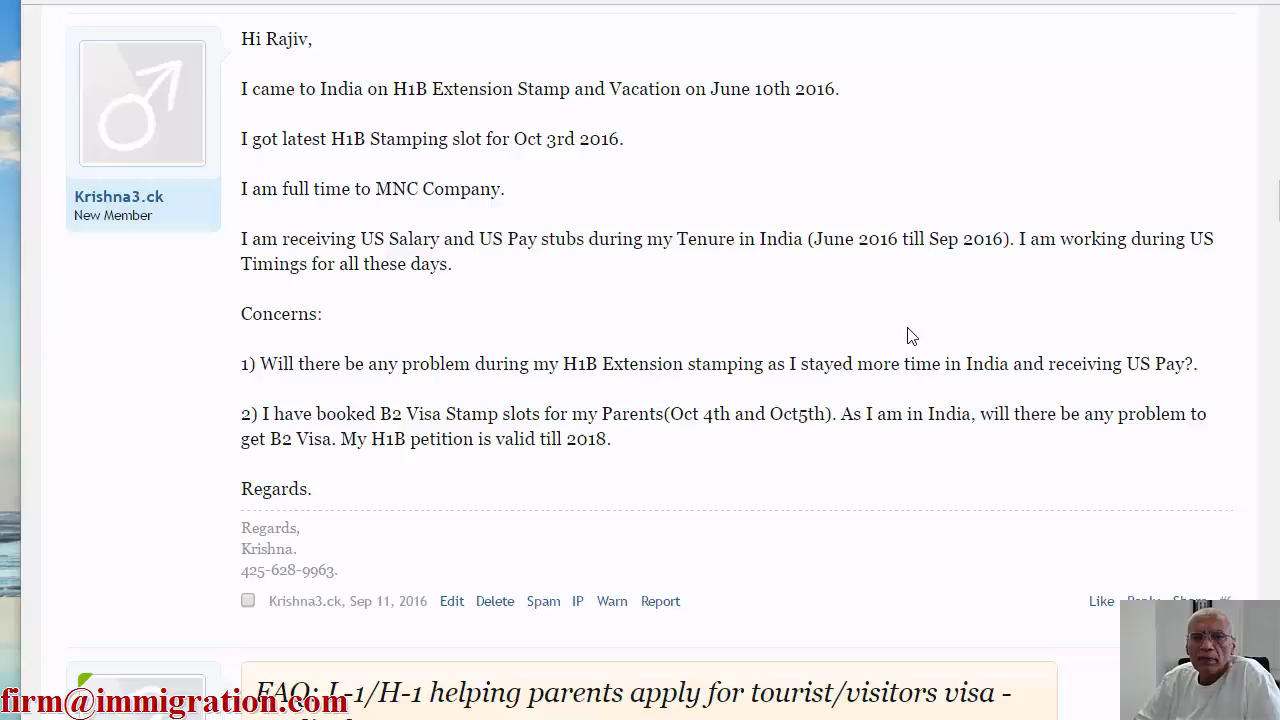 Hi Rajiv,
I came to India on H1B Extension Stamp and Vacation on June 10th 2016.
I got latest H1B Stamping slot for Oct 3rd 2016.
I am full time to MNC Company.
Krishna3.ck
New Member
I am receiving US Salary and US Pay stubs during my Tenure in India (June 2016 till Sep 2016). I am working during US
Timings for all these days.
Concerns:
1) Will there be any problem during my H1B Extension stamping as I stayed more time in India and receiving US Pay?.
2) I have booked B2 Visa Stamp slots for my Parents(Oct 4th and Oct5th). As I am in India, will there be any problem to
get B2 Visa. My H1B petition is valid till 2018.
Regards.
Regards,
Krishna.
425-628-9963.
Krishna3.ck, Sep 11, 2016 Edit Delete Spam IP Warn Report Like
FAQ: L-1/H-1 helping parents apply for tourist/visitors visa -
firm@immigration.com